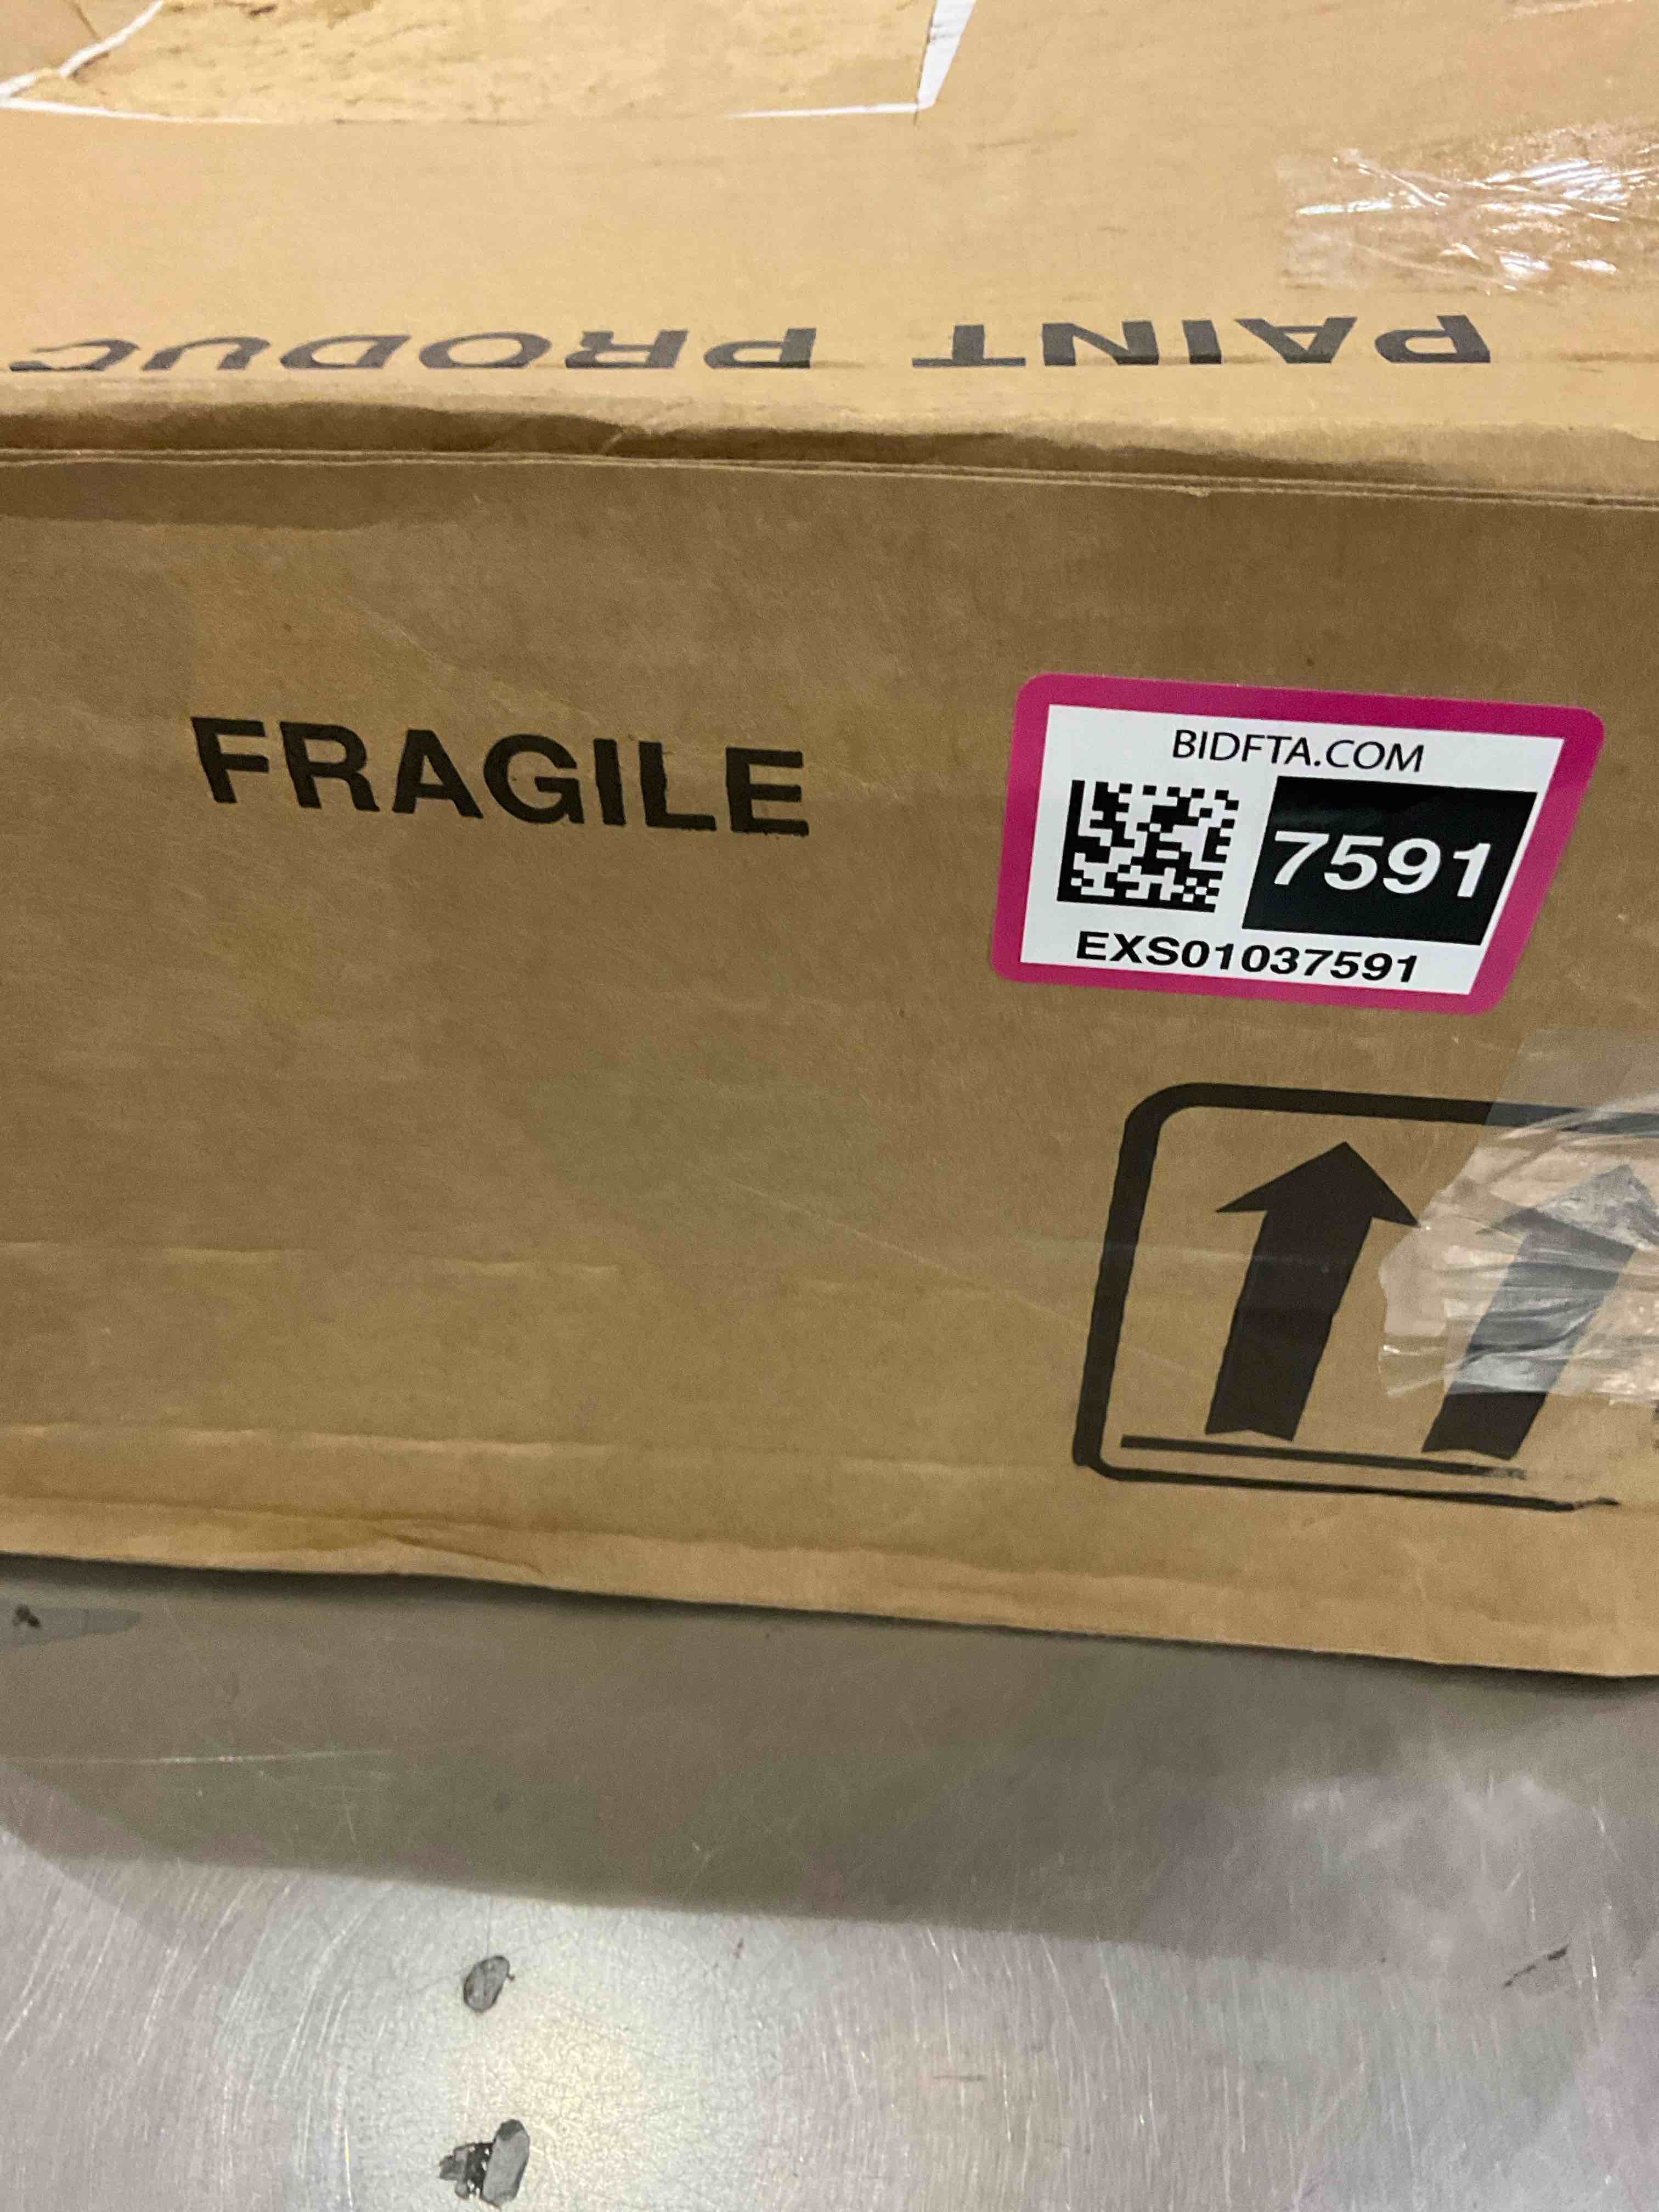 PAINT PRODUC
FRAGILE
BIDFTA.COM
7591
EXS01037591